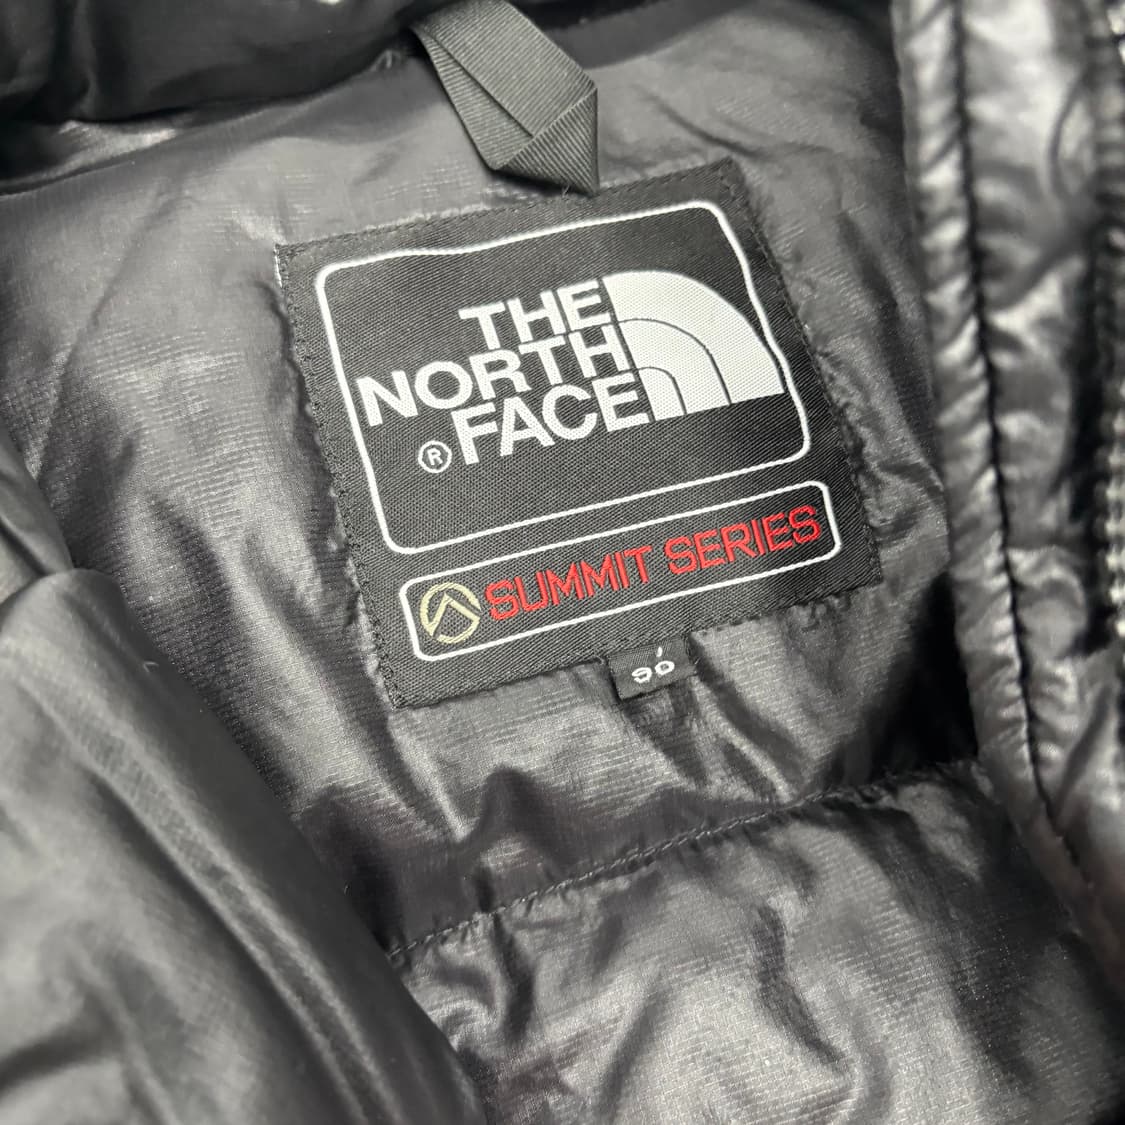 THE
NORTH
® FACE
SUMMIT SERIES
90